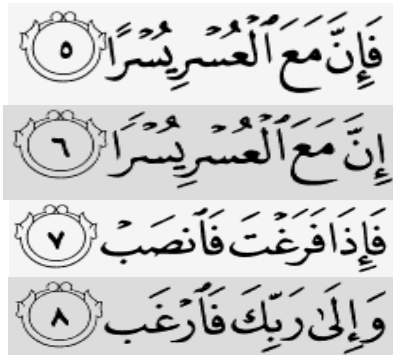 فَإِنَّ مَعَ ٱلْعُسْرِ يُسْرًا ٥
إِنَّ مَعَ ٱلْعُسْرِ يُسْرًا ٦
فَإِذَا فَرَغْتَ فَٱنصَبْ ٧
وَإِلَىٰ رَبِّكَ فَٱرْغَب ٨